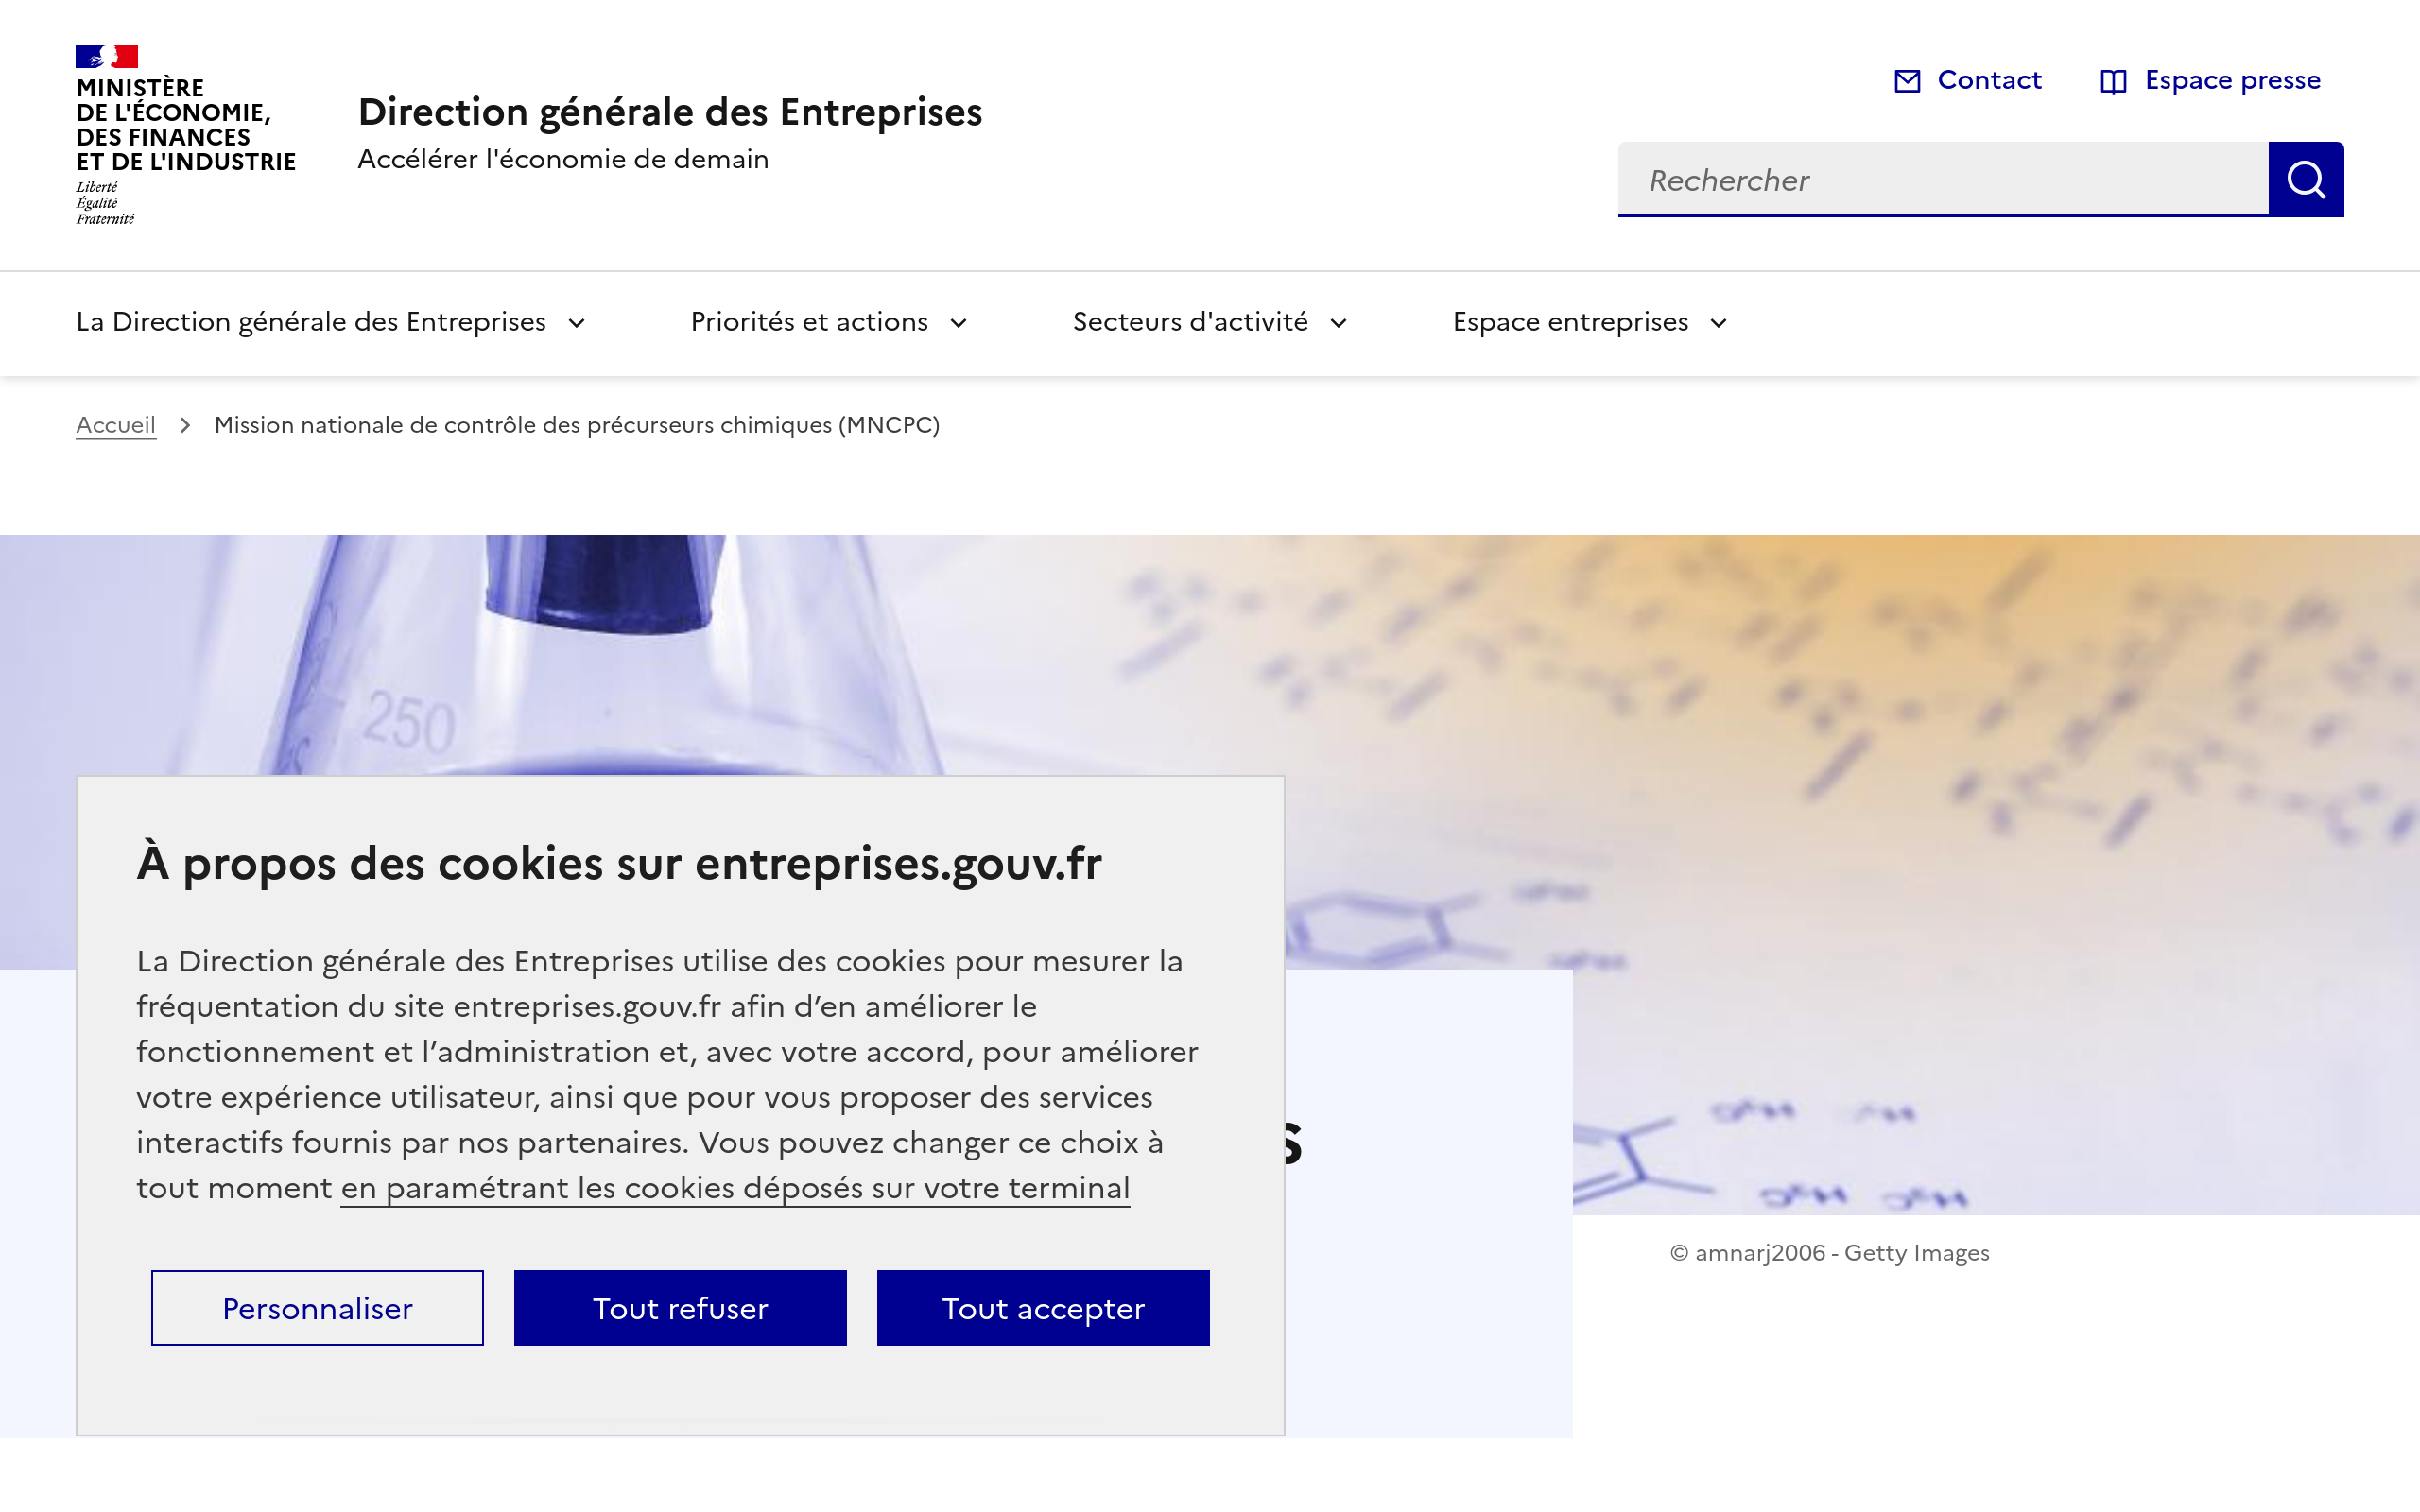 MINISTÈRE
DE L'ÉCONOMIE,
DES FINANCES
ET DE L'INDUSTRIE
Liberté
Égalité
Fraternité
Direction générale des Entreprises
Accélérer l'économie de demain
Contact
Espace presse
Rechercher
La Direction générale des Entreprises
Priorités et actions
Secteurs d'activité
Espace entreprises
Accueil
Mission nationale de contrôle des précurseurs chimiques (MNCPC)
250
À propos des cookies sur entreprises.gouv.fr
La Direction générale des Entreprises utilise des cookies pour mesurer la
fréquentation du site entreprises.gouv.fr afin d’en améliorer le
fonctionnement et l’administration et, avec votre accord, pour améliorer
votre expérience utilisateur, ainsi que pour vous proposer des services
interactifs fournis par nos partenaires. Vous pouvez changer ce choix à
tout moment en paramétrant les cookies déposés sur votre terminal
Personnaliser
Tout refuser
Tout accepter
© amnarj2006 - Getty Images